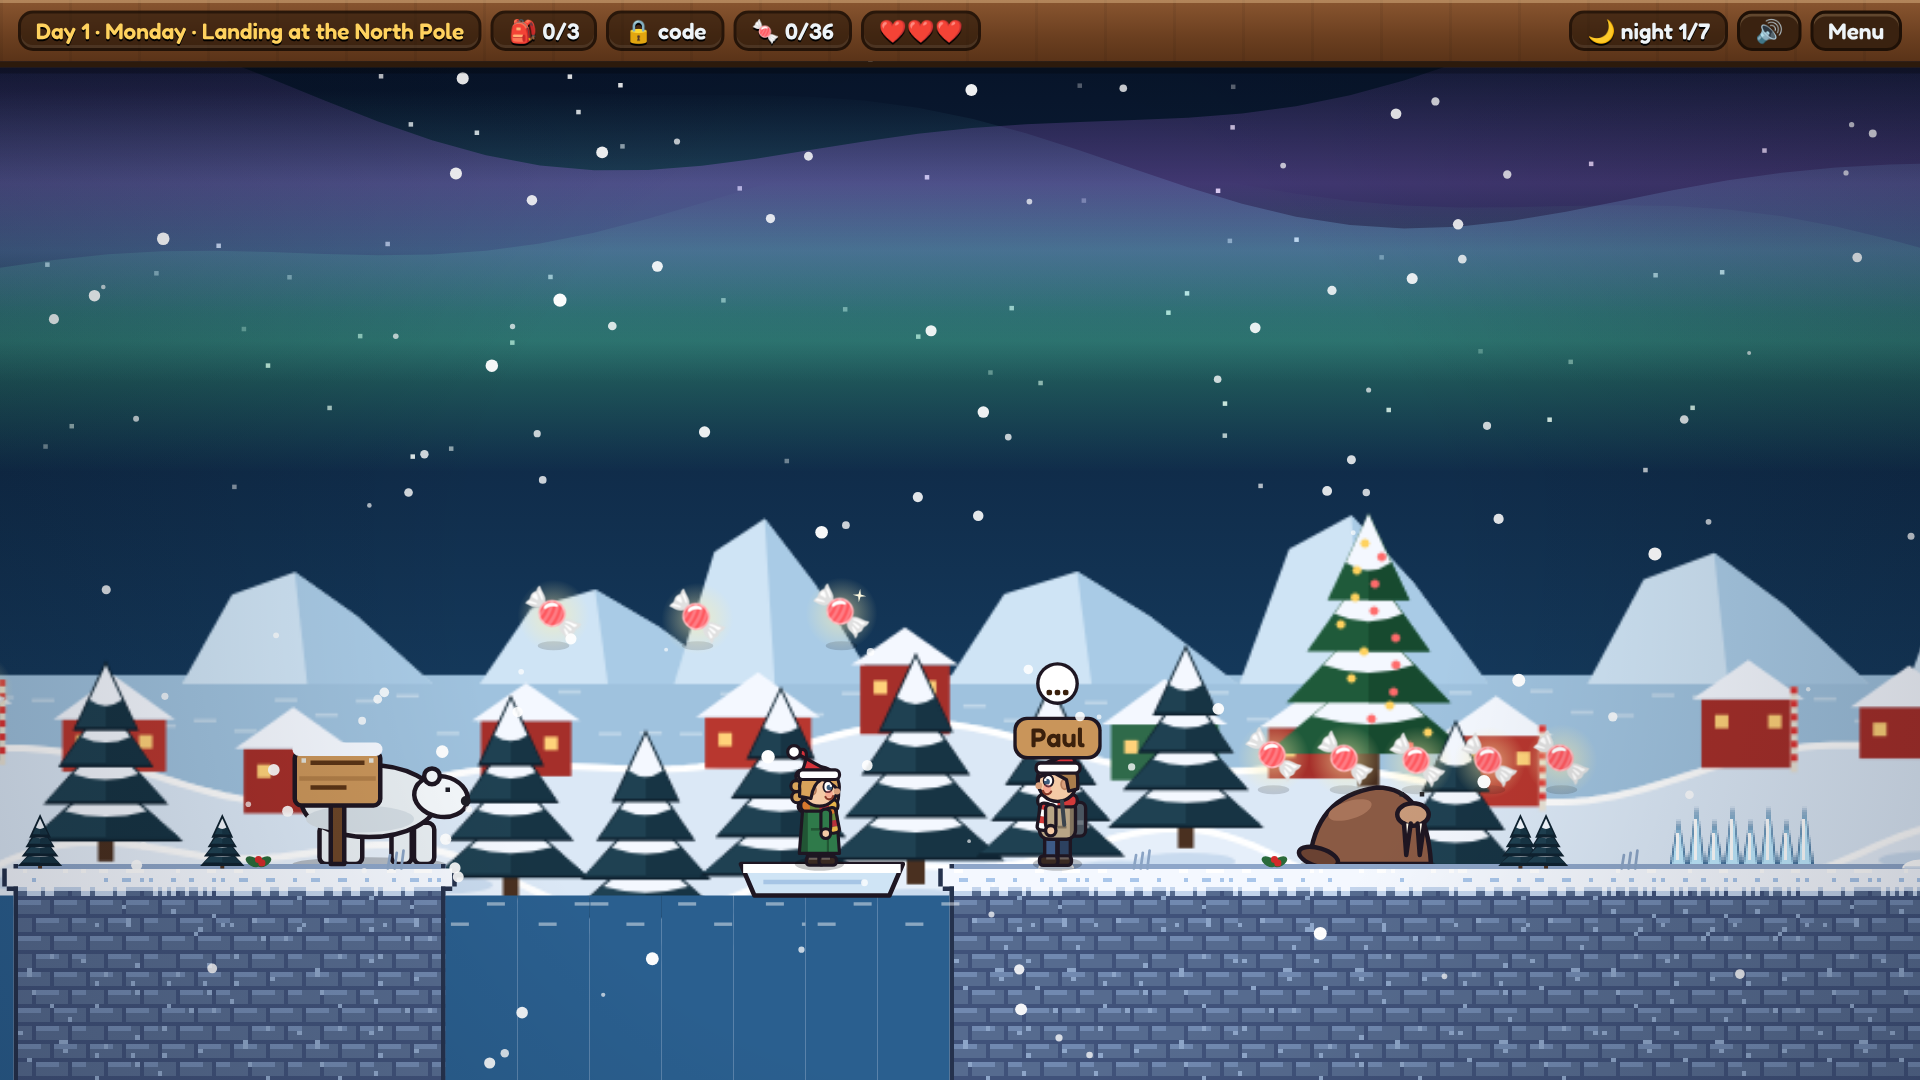 Day 1 · Monday · Landing at the North Pole
0/3
code
0/36
night 1/7
Menu
Paul